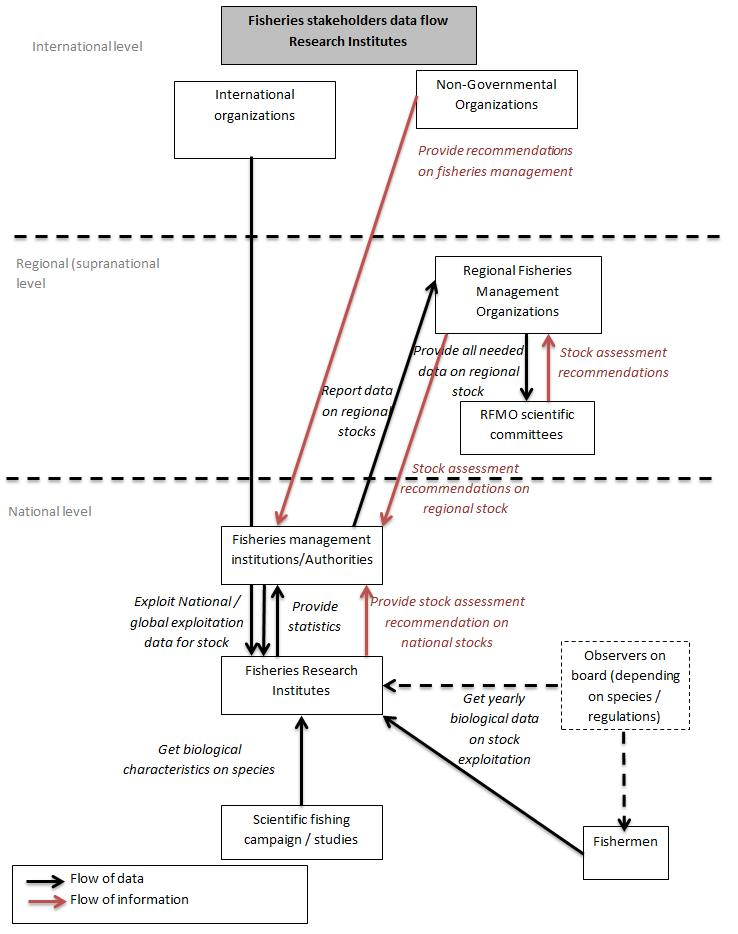 Fisheries stakeholders data flow
Research Institutes
International level
International
organizations
Non-Governmental
Organizations
Provide recommendations
on fisheries management
Regional (supranational
level
Regional Fisheries
Management
Organizations
Provide all needed
data on regional
stock
Stock assessment
recommendations
Report data
on regional
stocks
RFMO scientific
committees
Stock assessment
recommendations on
regional stock
National level
Fisheries management
institutions/Authorities
Exploit National /
global exploitation
data for stock
Provide
statistics
Provide stock assessment
recommendation on
national stocks
Fisheries Research
Institutes
Observers on
board (depending
on species /
regulations)
Get yearly
biological data
on stock
exploitation
Get biological
characteristics on species
Scientific fishing
campaign / studies
Fishermen
Flow of data
Flow of information